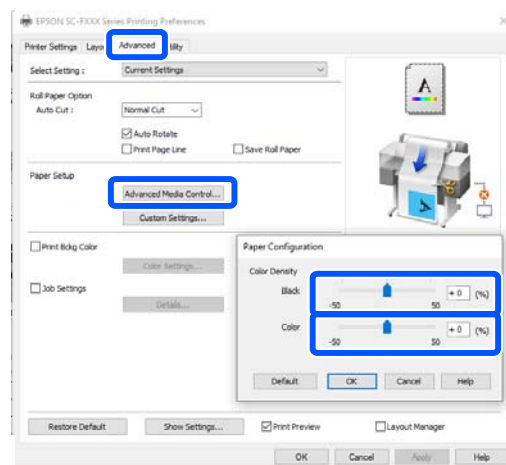 EPSON SC-FXXX Series Printing Preferences
Printer Settings Layou Advanced ility
Select Setting : Current Settings
Roll Paper Option
Auto Cut : Normal Cut
Auto Rotate
Print Page Line Save Roll Paper
Paper Setup
Advanced Media Control...
Custom Settings...
Print Bckg Color
Color Settings...
Job Settings
Details...
A
Paper Configuration
Color Density
Black + 0 (%)
-50 50
Color + 0 (%)
-50 50
Default OK Cancel Help
Restore Default Show Settings... Print Preview Layout Manager
OK Cancel Apply Help